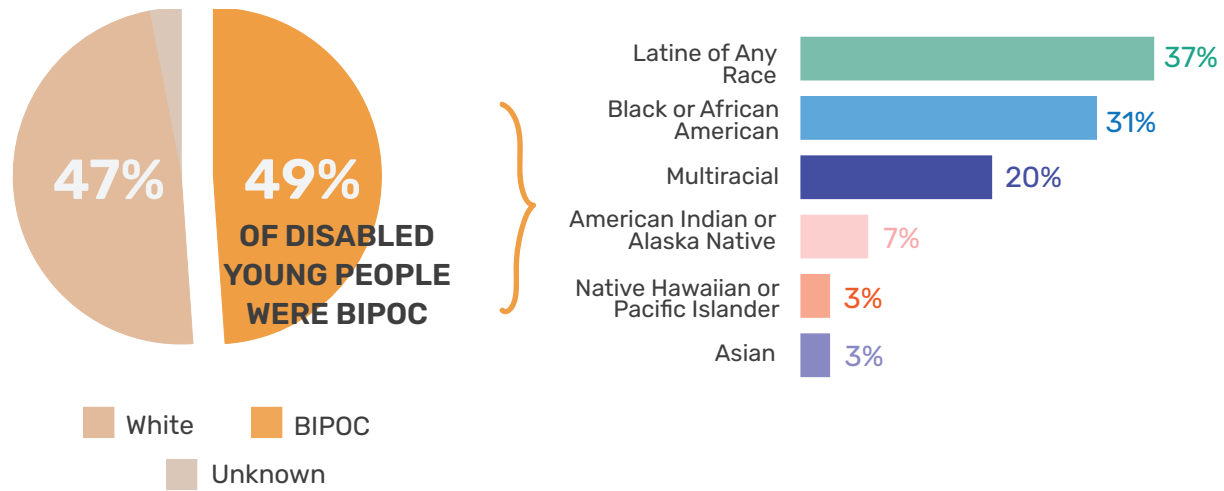 47%
49%
OF DISABLED
YOUNG PEOPLE
WERE BIPOC
White
BIPOC
Unknown
Latine of Any
Race
37%
Black or African
American
31%
Multiracial
20%
American Indian or
Alaska Native
7%
Native Hawaiian or
Pacific Islander
3%
Asian
3%